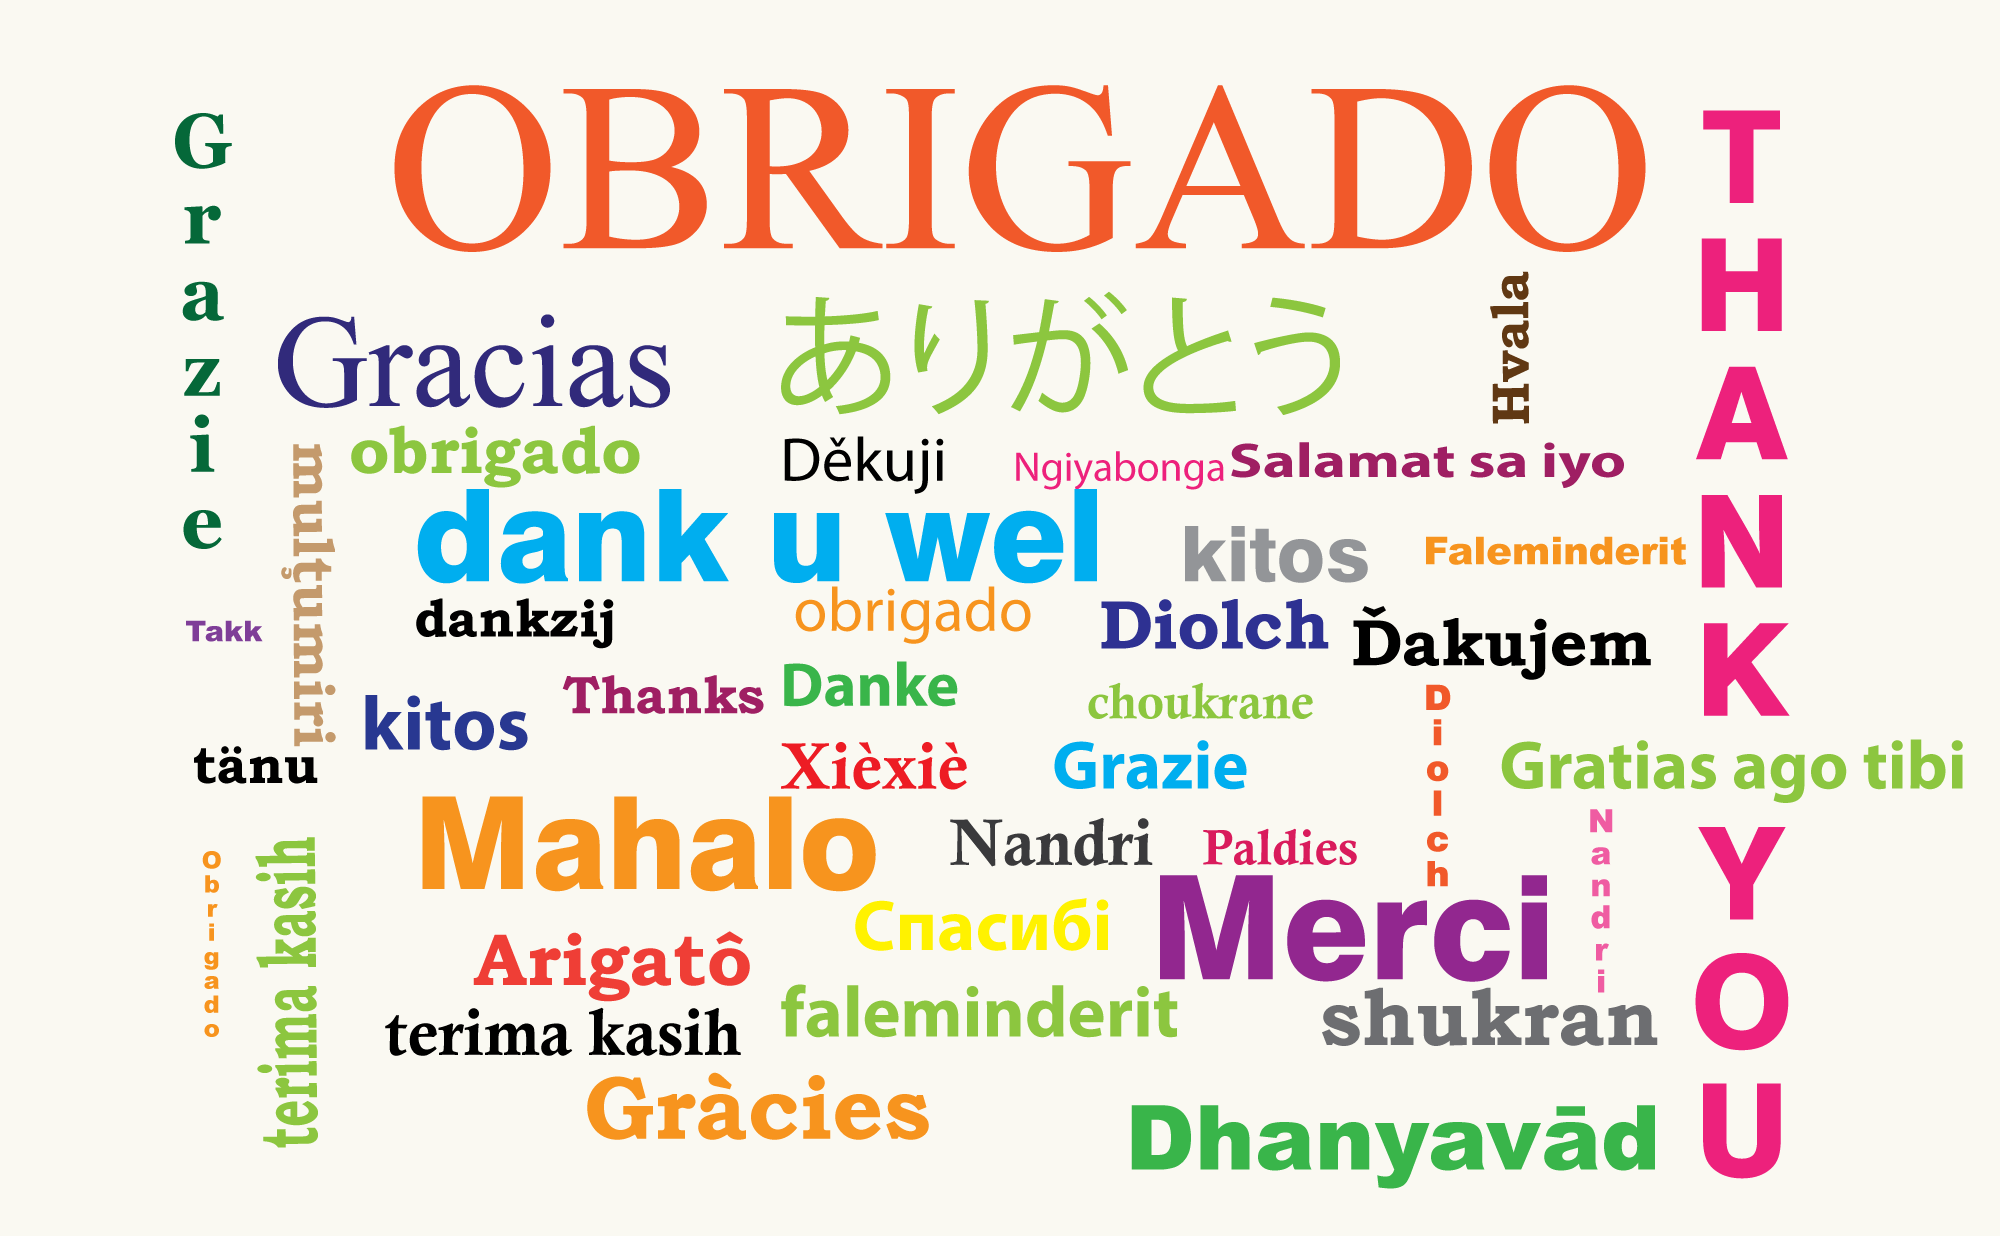 OBRIGADO
Grazie
THANK YOU
Gracias
ありがとう
Hvala
obrigado
Děkuji
Ngiyabonga
Salamat sa iyo
mulţumiri
dank u wel
kitos
Faleminderit
Takk
dankzij
obrigado
Diolch
Ďakujem
Thanks
Danke
choukrane
Diolch
kitos
tänu
Xièxiè
Grazie
Gratias ago tibi
Mahalo
Nandri
Paldies
Nandri
Obrigado
terima kasih
Merci
Спасибі
Arigatô
terima kasih
faleminderit
shukran
Gràcies
Dhanyavād